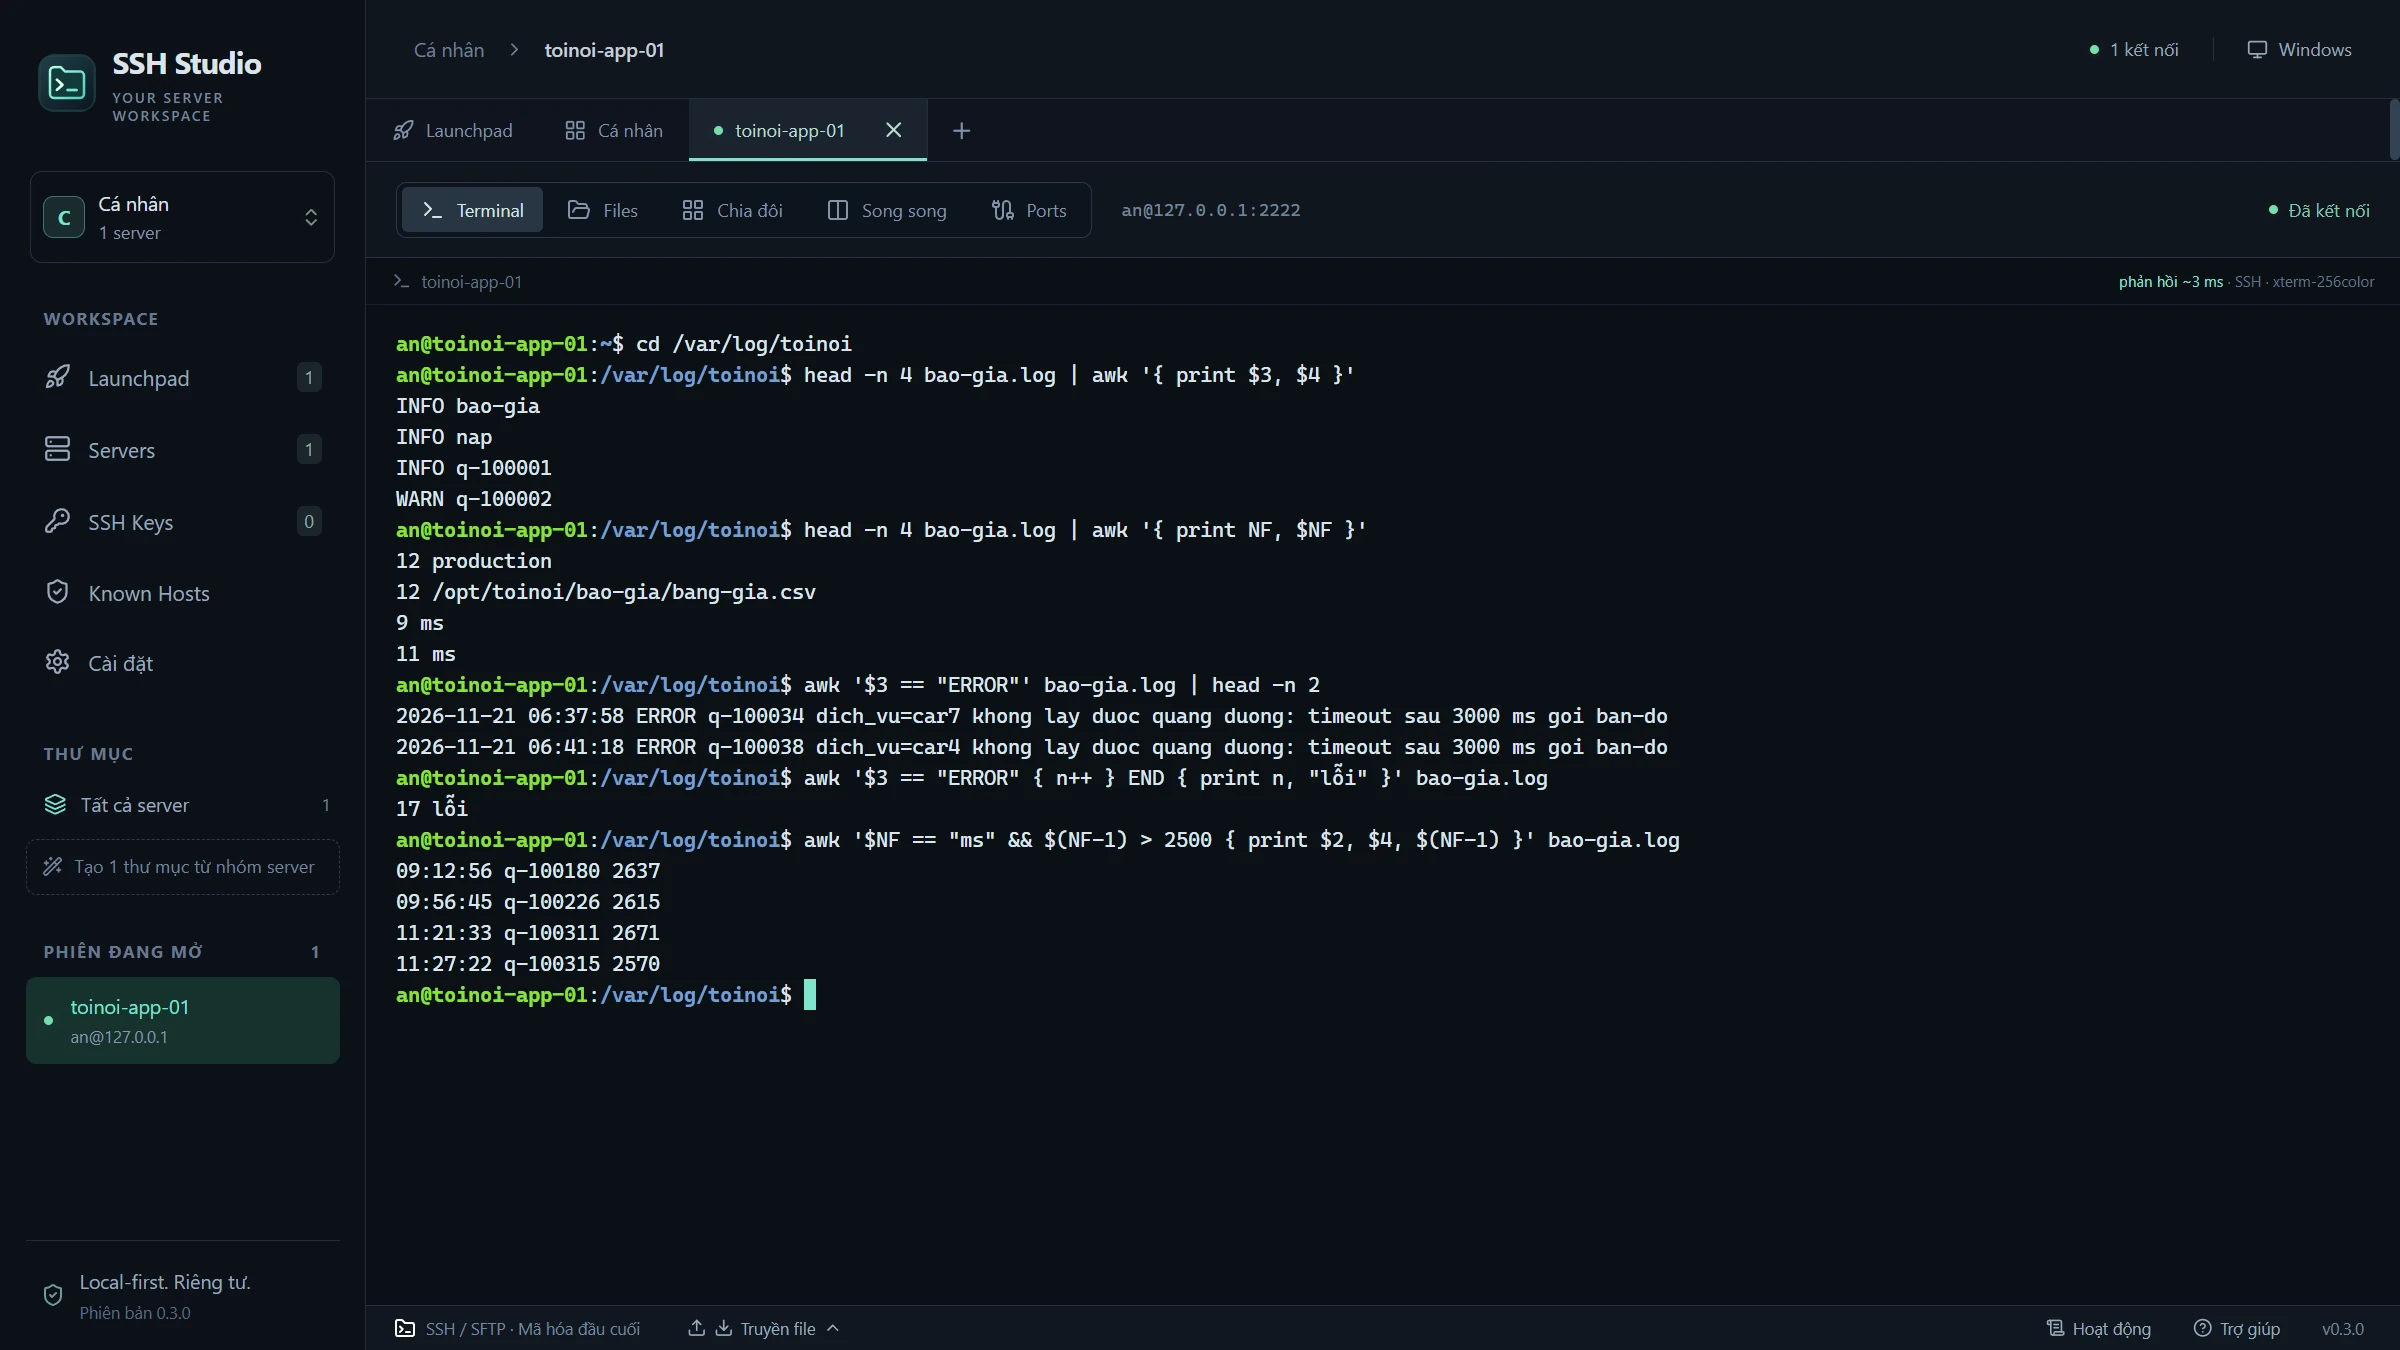 SSH Studio
YOUR SERVER
WORKSPACE
C
Cá nhân
1 server
WORKSPACE
Launchpad 1
Servers 1
SSH Keys 0
Known Hosts
Cài đặt
THƯ MỤC
Tất cả server 1
Tạo 1 thư mục từ nhóm server
PHIÊN ĐANG MỞ 1
toinoi-app-01
an@127.0.0.1
Local-first. Riêng tư.
Phiên bản 0.3.0
Cá nhân > toinoi-app-01
1 kết nối
Windows
Launchpad
Cá nhân
toinoi-app-01
Terminal
Files
Chia đôi
Song song
Ports
an@127.0.0.1:2222
Đã kết nối
toinoi-app-01
phản hồi ~3 ms · SSH · xterm-256color
an@toinoi-app-01:~$ cd /var/log/toinoi
an@toinoi-app-01:/var/log/toinoi$ head -n 4 bao-gia.log | awk '{ print $3, $4 }'
INFO bao-gia
INFO nap
INFO q-100001
WARN q-100002
an@toinoi-app-01:/var/log/toinoi$ head -n 4 bao-gia.log | awk '{ print NF, $NF }'
12 production
12 /opt/toinoi/bao-gia/bang-gia.csv
9 ms
11 ms
an@toinoi-app-01:/var/log/toinoi$ awk '$3 == "ERROR"' bao-gia.log | head -n 2
2026-11-21 06:37:58 ERROR q-100034 dich_vu=car7 khong lay duoc quang duong: timeout sau 3000 ms goi ban-do
2026-11-21 06:41:18 ERROR q-100038 dich_vu=car4 khong lay duoc quang duong: timeout sau 3000 ms goi ban-do
an@toinoi-app-01:/var/log/toinoi$ awk '$3 == "ERROR" { n++ } END { print n, "lỗi" }' bao-gia.log
17 lỗi
an@toinoi-app-01:/var/log/toinoi$ awk '$NF == "ms" && $(NF-1) > 2500 { print $2, $4, $(NF-1) }' bao-gia.log
09:12:56 q-100180 2637
09:56:45 q-100226 2615
11:21:33 q-100311 2671
11:27:22 q-100315 2570
an@toinoi-app-01:/var/log/toinoi$
SSH / SFTP · Mã hóa đầu cuối
Truyền file
Hoạt động
Trợ giúp
v0.3.0